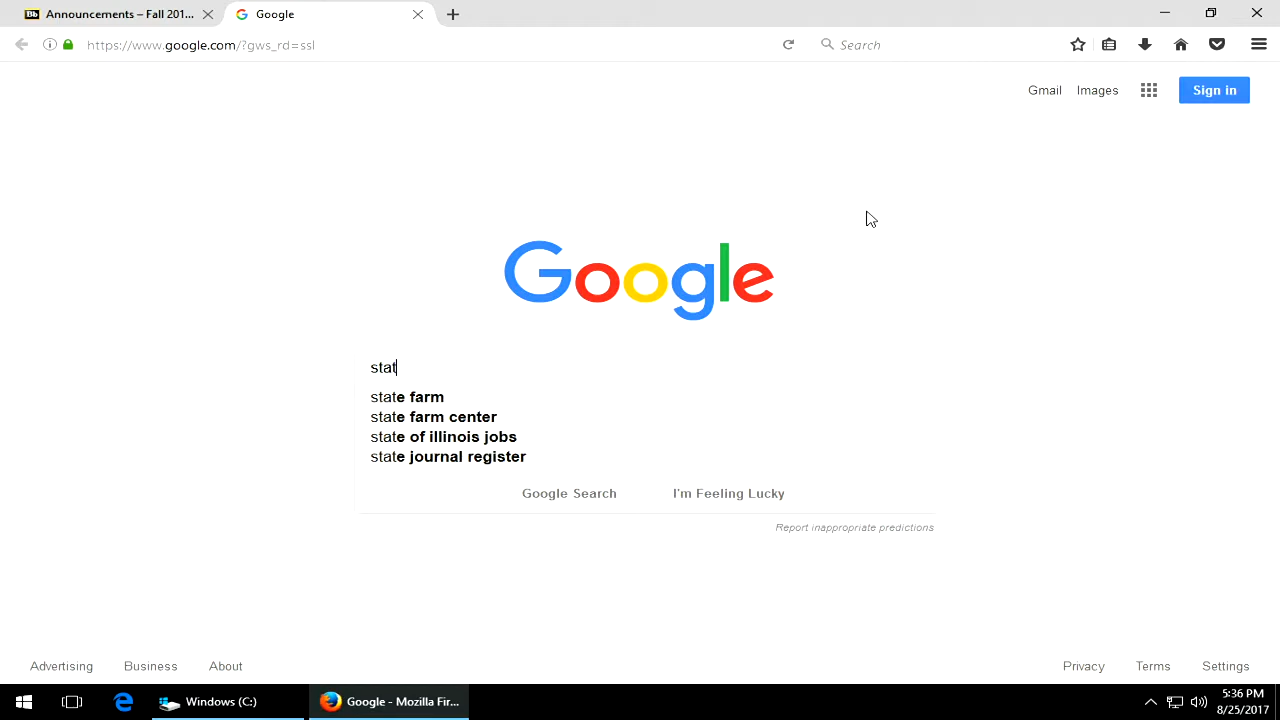 Bb Announcements – Fall 201...
Google
https://www.google.com/?gws_rd=ssl
Search
Gmail
Images
Sign in
Google
stat
state farm
state farm center
state of illinois jobs
state journal register
Google Search
I'm Feeling Lucky
Report inappropriate predictions
Advertising
Business
About
Privacy
Terms
Settings
Windows (C:)
Google - Mozilla Fir...
5:36 PM
8/25/2017